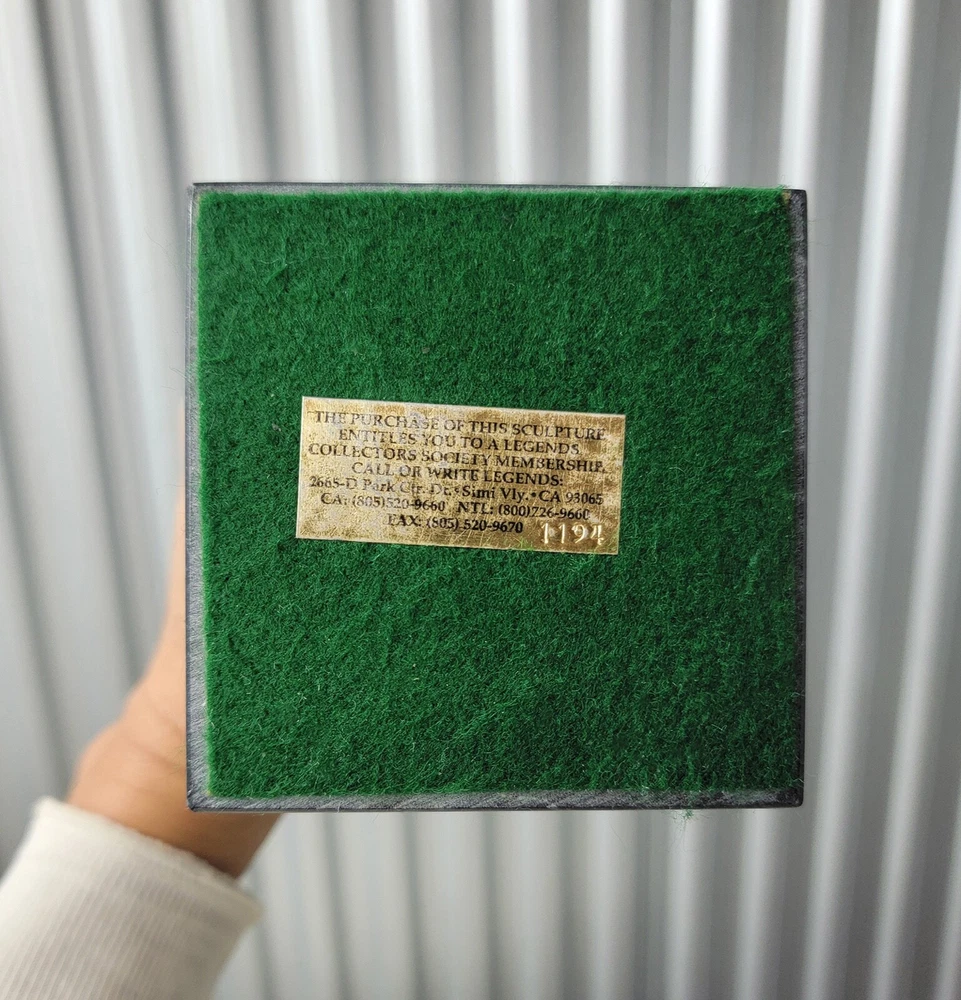 THE PURCHASE OF THIS SCULPTURE
ENTITLES YOU TO A LEGENDS
COLLECTORS SOCIETY MEMBERSHIP.
CALL OR WRITE LEGENDS:
2665-D Park Ctr. Dr. • Simi Vly. • CA 93065
CA: (805)520-9660 NTL: (800)726-9660
FAX: (805) 520-9670 1194